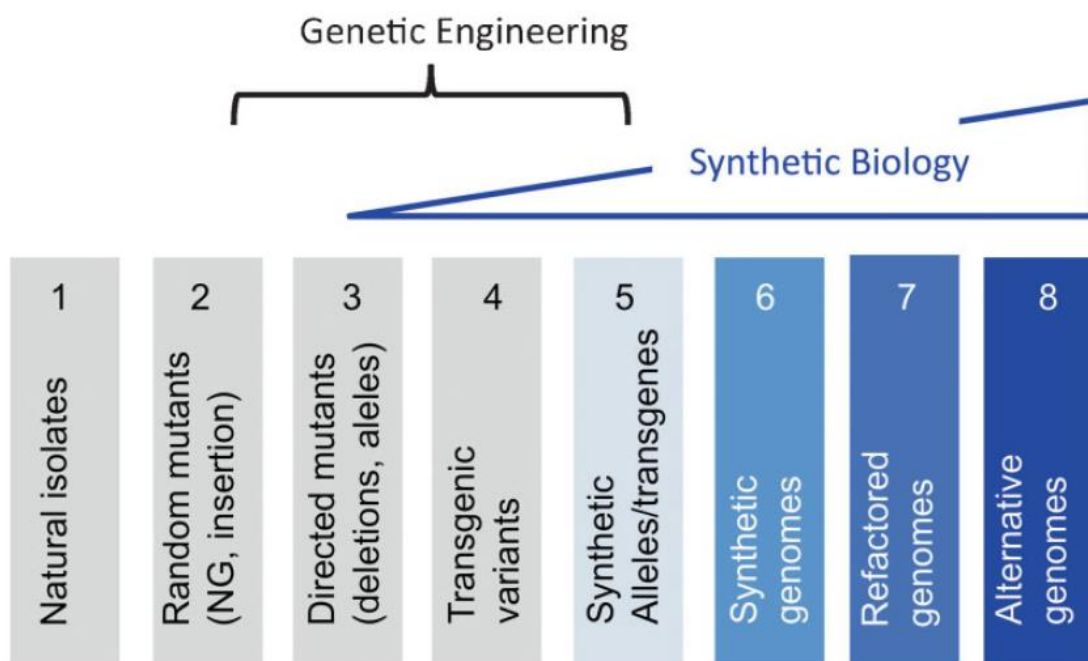 Genetic Engineering
Synthetic Biology
1
Natural isolates
2
Random mutants
(NG, insertion)
3
Directed mutants
(deletions, aleles)
4
Transgenic
variants
5
Synthetic
Alleles/transgenes
6
Synthetic
genomes
7
Refactored
genomes
8
Alternative
genomes